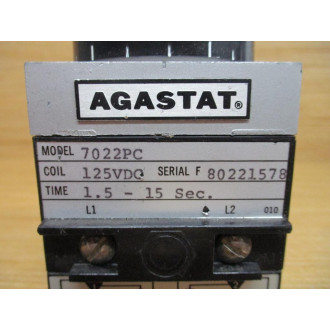 AGASTAT®
MODEL 7022PC
COIL 125VDC SERIAL F 80221578
TIME 1.5 - 15 Sec.
L1 L2 010